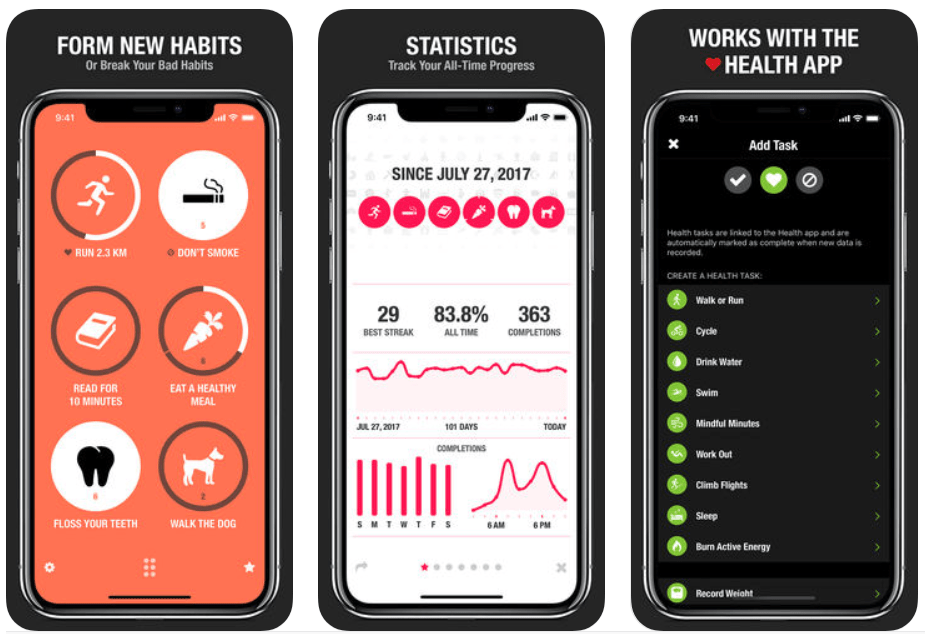 FORM NEW HABITS
Or Break Your Bad Habits
9:41
5
RUN 2.3 KM
DON'T SMOKE
6
READ FOR
10 MINUTES
EAT A HEALTHY
MEAL
6
2
FLOSS YOUR TEETH
WALK THE DOG
STATISTICS
Track Your All-Time Progress
9:41
SINCE JULY 27, 2017
29
83.8%
363
BEST STREAK
ALL TIME
COMPLETIONS
JUL 27, 2017
101 DAYS
TODAY
COMPLETIONS
S M T W T F S
6 AM
6 PM
WORKS WITH THE
HEALTH APP
9:41
Add Task
Health tasks are linked to the Health app and are
automatically marked as complete when new data is
recorded.
CREATE A HEALTH TASK:
Walk or Run
Cycle
Drink Water
Swim
Mindful Minutes
Work Out
Climb Flights
Sleep
Burn Active Energy
Record Weight